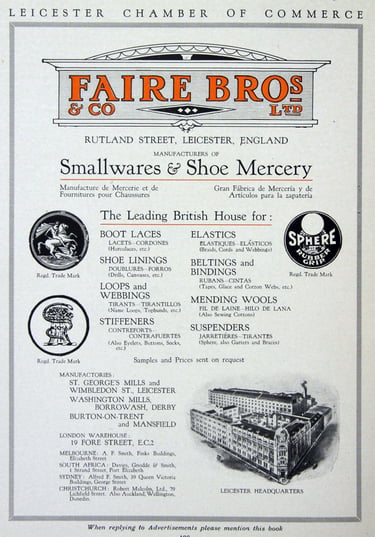 LEICESTER CHAMBER OF COMMERCE
FAIRE BROS
& CO LTD
RUTLAND STREET, LEICESTER, ENGLAND
MANUFACTURERS OF
Smallwares & Shoe Mercery
Manufacture de Mercerie et de
Fournitures pour Chaussures
Gran Fábrica de Mercería y de
Artículos para la zapatería
The Leading British House for :
BOOT LACES
LACETS—CORDONES
(Horrolaces, etc.)
SHOE LININGS
DOUBLURES—FORROS
(Drills, Canvases, etc.)
LOOPS and
WEBBINGS
TIRANTS—TIRANTILLOS
(Name Loops, Topbands, etc.)
STIFFENERS
CONTREFORTS—
CONTRAFUERTES
(Also Eyelets, Buttons, Socks,
etc.)
ELASTICS
ELASTIQUES—ELÁSTICOS
(Braids, Cords and Webbings)
BELTINGS and
BINDINGS
RUBANS—CINTAS
(Tapes, Glace and Cotton Webs, etc.)
MENDING WOOLS
FIL DE LAINE—HILO DE LANA
(Also Sewing Cottons)
SUSPENDERS
JARRETIÈRES—TIRANTES
(Sphere, also Garters and Braces)
Regd. Trade Mark
Regd. Trade Mark
SPHERE
RUBBER
GRIP
Regd. Trade Mark
Samples and Prices sent on request
MANUFACTORIES :
ST. GEORGE'S MILLS and
WIMBLEDON ST., LEICESTER
WASHINGTON MILLS,
BORROWASH, DERBY
BURTON-ON-TRENT
and MANSFIELD
LONDON WAREHOUSE :
19 FORE STREET, E.C.2
MELBOURNE: A. F. Smith, Finks Buildings,
Elizabeth Street
SOUTH AFRICA : Davies, Gredde & Smith,
1 Strand Street, Port Elizabeth
SYDNEY : Alfred F. Smith, 39 Queen Victoria
Buildings, George Street
CHRISTCHURCH : Robert Malcolm, Ltd., 79
Lichfield Street. Also Auckland, Wellington,
Dunedin
LEICESTER HEADQUARTERS
When replying to Advertisements please mention this book